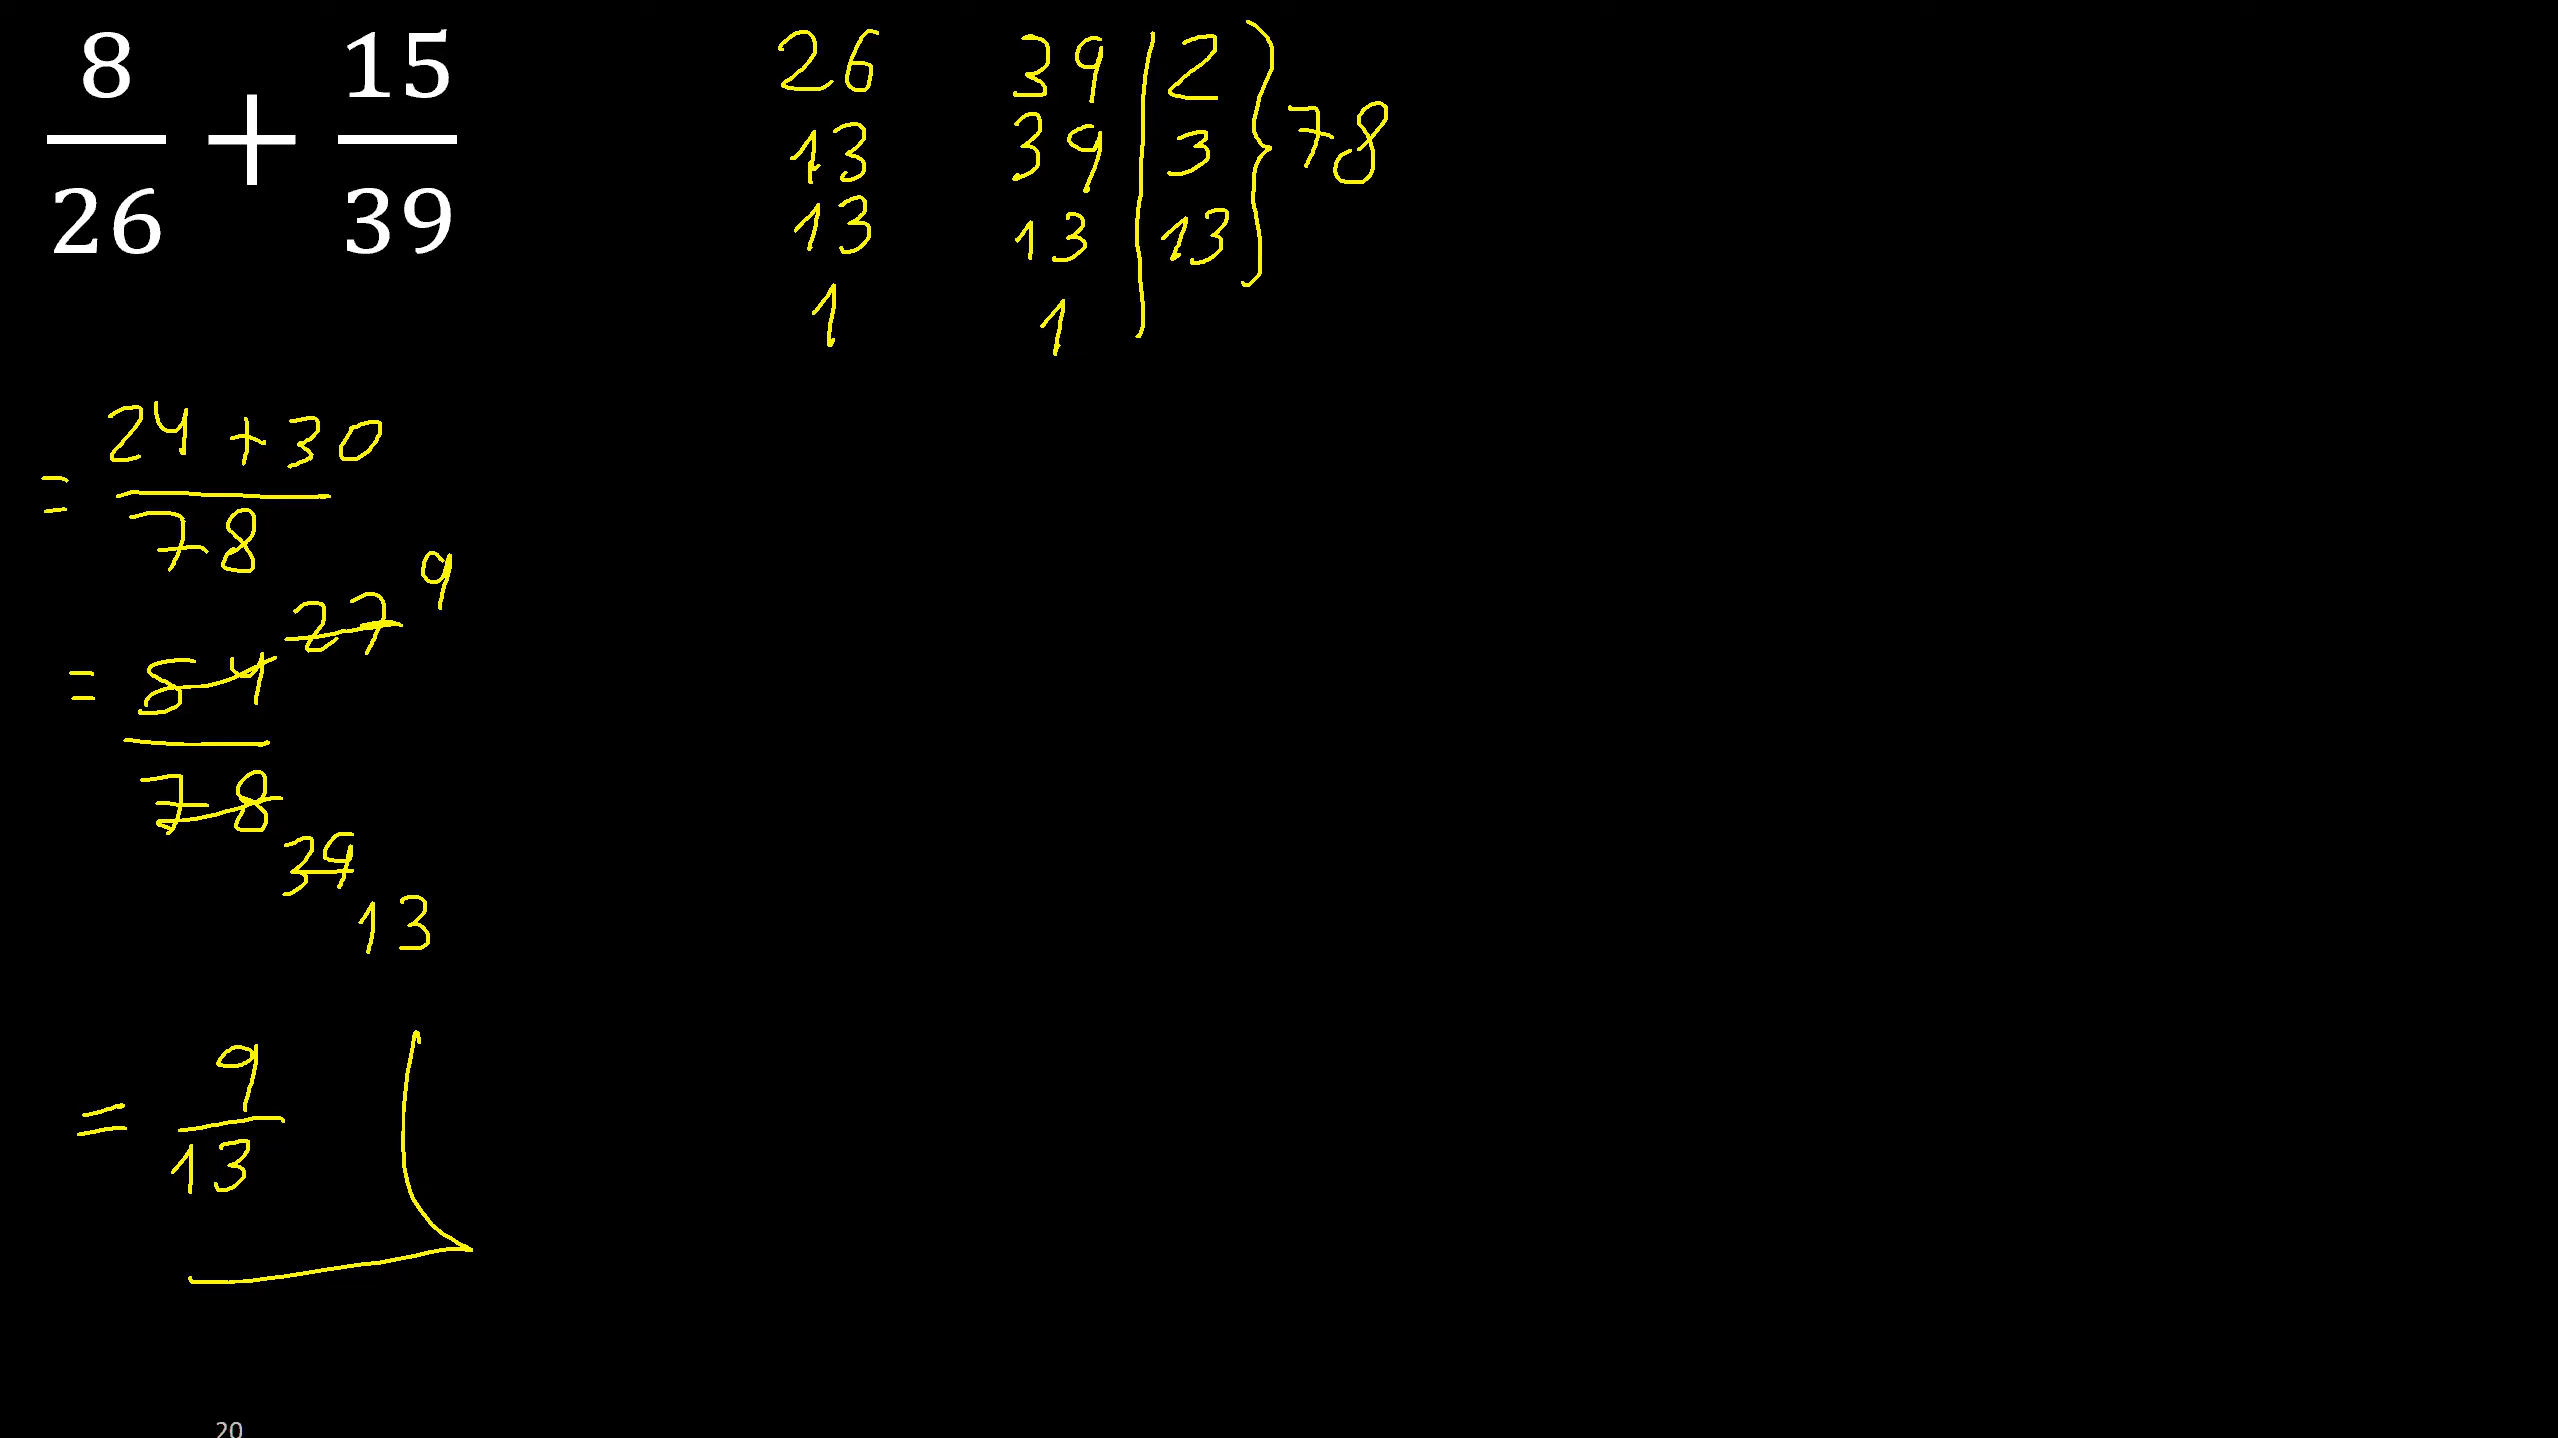 8/26 + 15/39
26 39 | 2
13 39 | 3
13 13 | 13
1 1 |
} 78
= 24 + 30 / 78
= 54 27 9 / 78 39 13
= 9/13
20